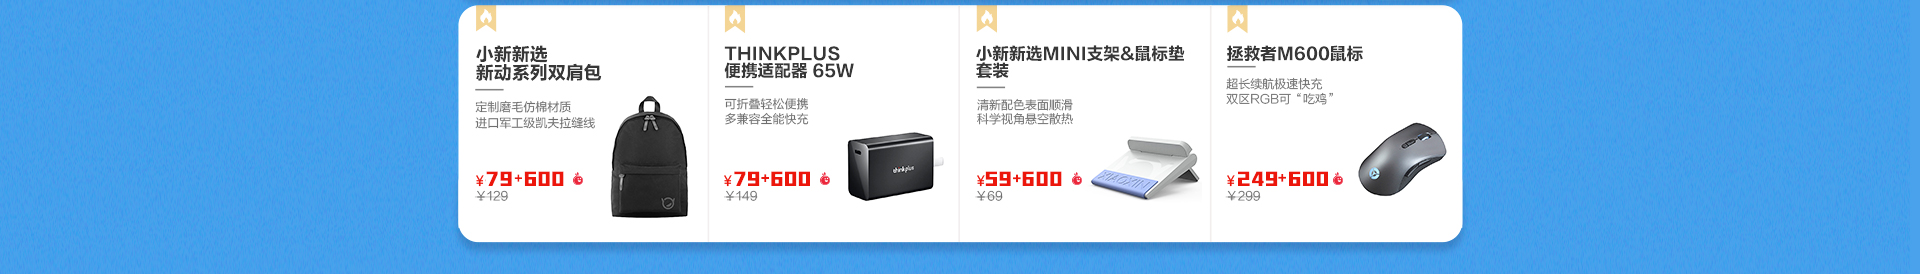 小新新选
新动系列双肩包
定制磨毛仿棉材质
进口军工级凯夫拉缝线
¥79+600
¥129
THINKPLUS
便携适配器 65W
可折叠轻松便携
多兼容全能快充
¥79+600
¥149
thinkplus
小新新选MINI支架&鼠标垫
套装
清新配色表面顺滑
科学视角悬空散热
¥59+600
¥69
XIAOXIN
拯救者M600鼠标
超长续航极速快充
双区RGB可“吃鸡”
¥249+600
¥299